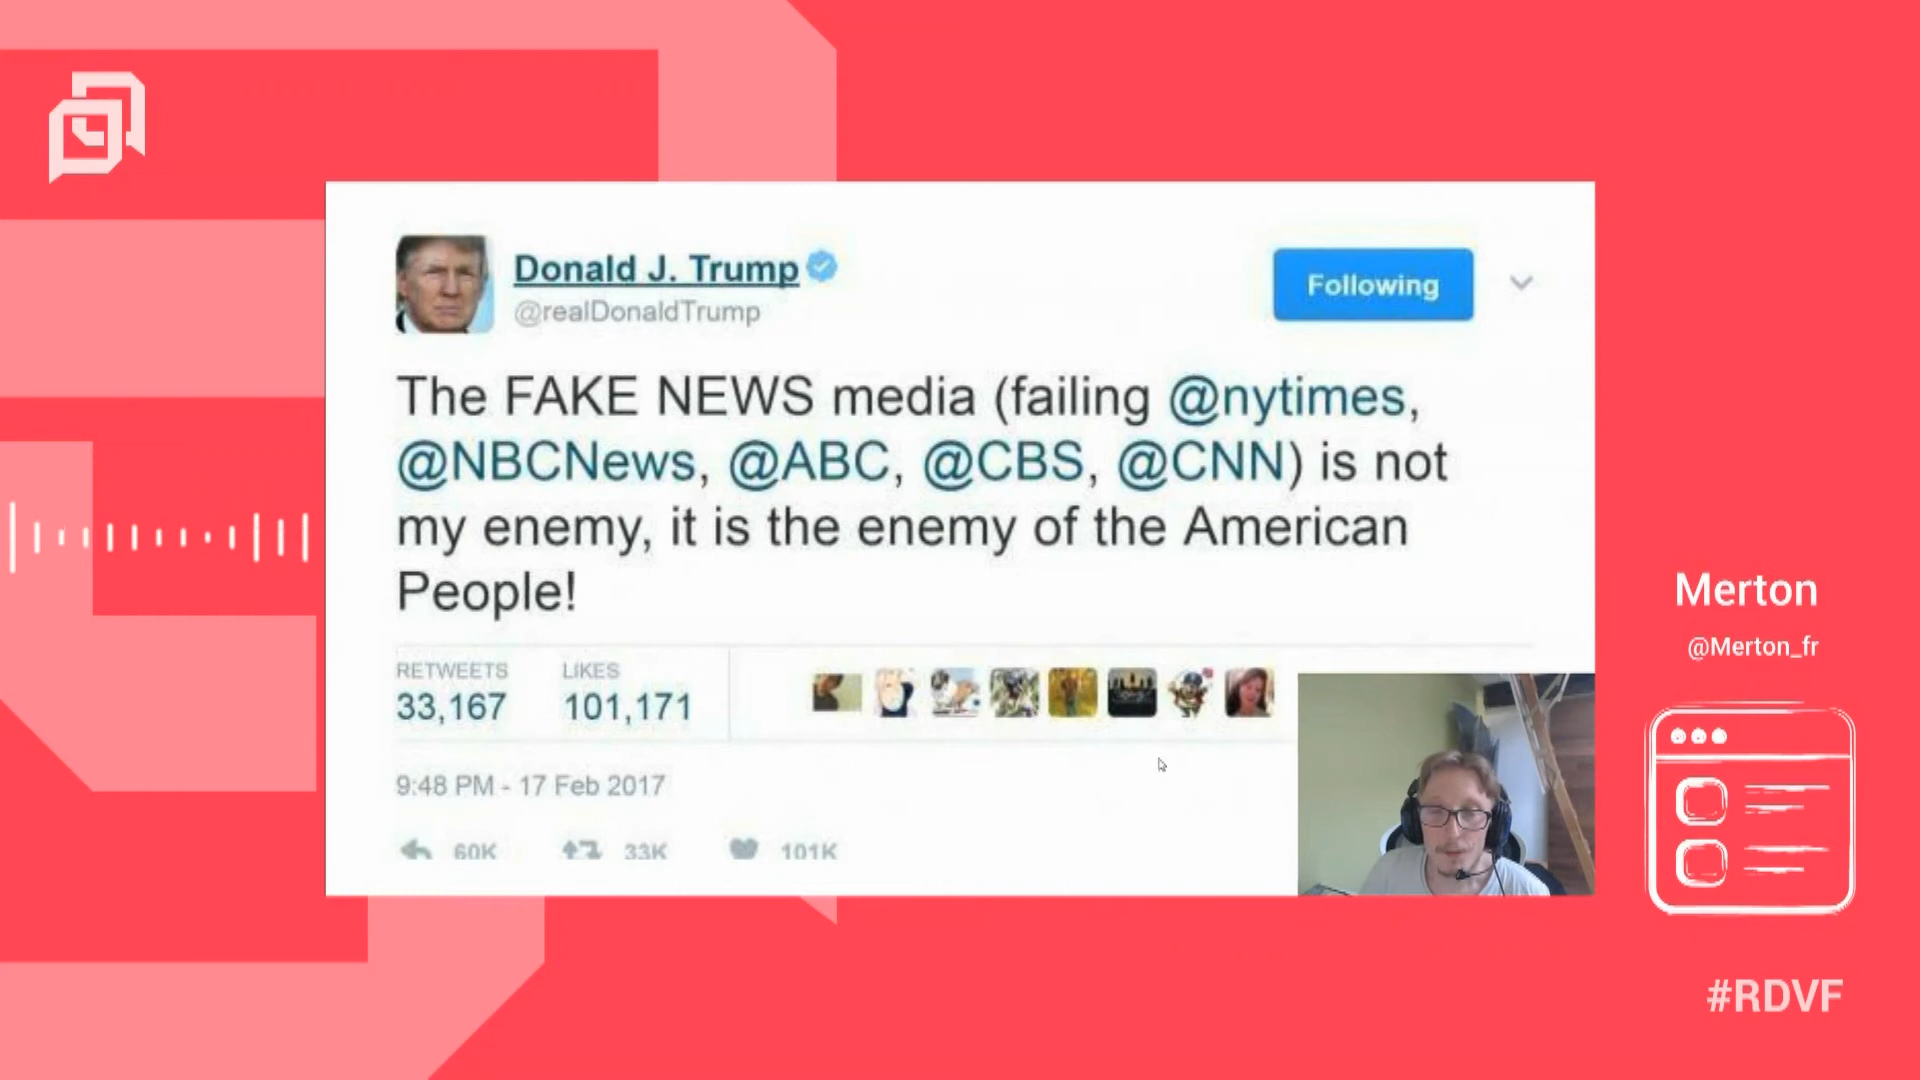 Donald J. Trump
@realDonaldTrump
Following
The FAKE NEWS media (failing @nytimes,
@NBCNews, @ABC, @CBS, @CNN) is not
my enemy, it is the enemy of the American
People!
RETWEETS
33,167
LIKES
101,171
9:48 PM - 17 Feb 2017
60K
33K
101K
Merton
@Merton_fr
#RDVF